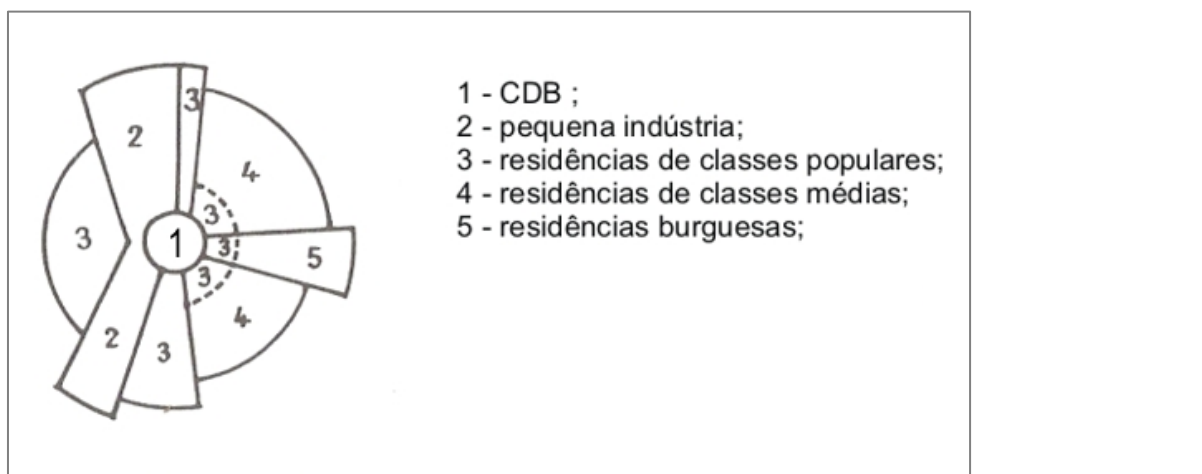 3
2
4
3
3
1
3
5
3
4
2
3
1 - CDB ;
2 - pequena indústria;
3 - residências de classes populares;
4 - residências de classes médias;
5 - residências burguesas;